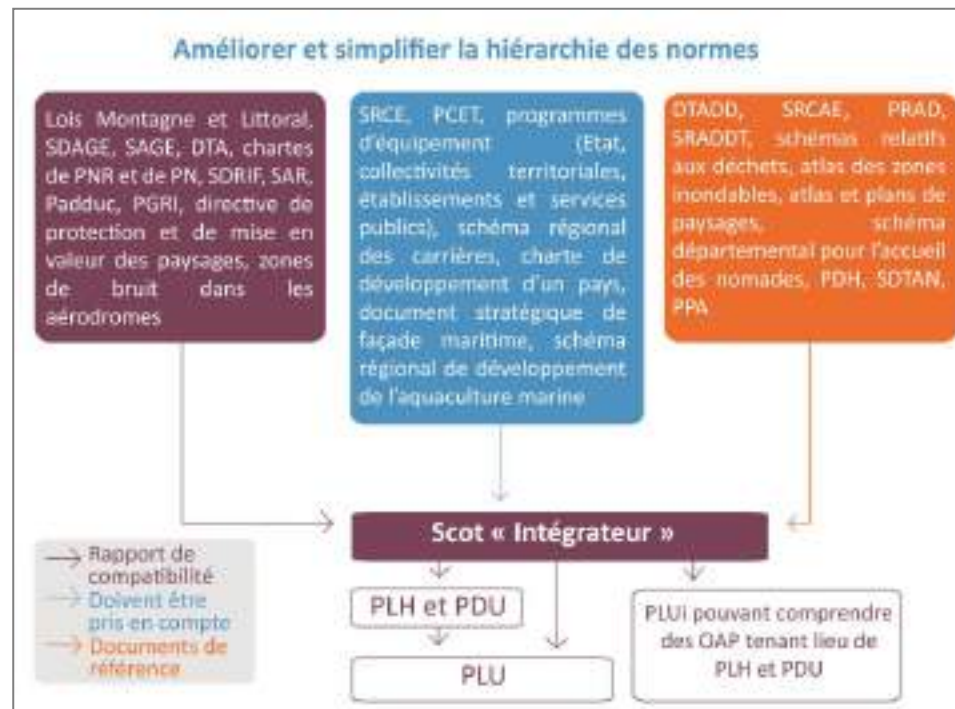 Améliorer et simplifier la hiérarchie des normes
Lois Montagne et Littoral,
SDAGE, SAGE, DTA, chartes
de PNR et de PN, SDRIF, SAR,
Padduc, PGRI, directive de
protection et de mise en
valeur des paysages, zones
de bruit dans les
aérodromes
SRCE, PCET, programmes
d'équipement (Etat,
collectivités territoriales,
établissements et services
publics), schéma régional
des carrières, charte de
développement d'un pays,
document stratégique de
façade maritime, schéma
régional de développement
de l'aquaculture marine
DTADD, SRCAE, PRAD,
SRADDT, schémas relatifs
aux déchets, atlas des zones
inondables, atlas et plans de
paysages, schéma
départemental pour l'accueil
des nomades, PDH, SDTAN,
PPA
Scot « Intégrateur »
Rapport de
compatibilité
Doivent être
pris en compte
Documents de
référence
PLH et PDU
PLU
PLUi pouvant comprendre
des OAP tenant lieu de
PLH et PDU